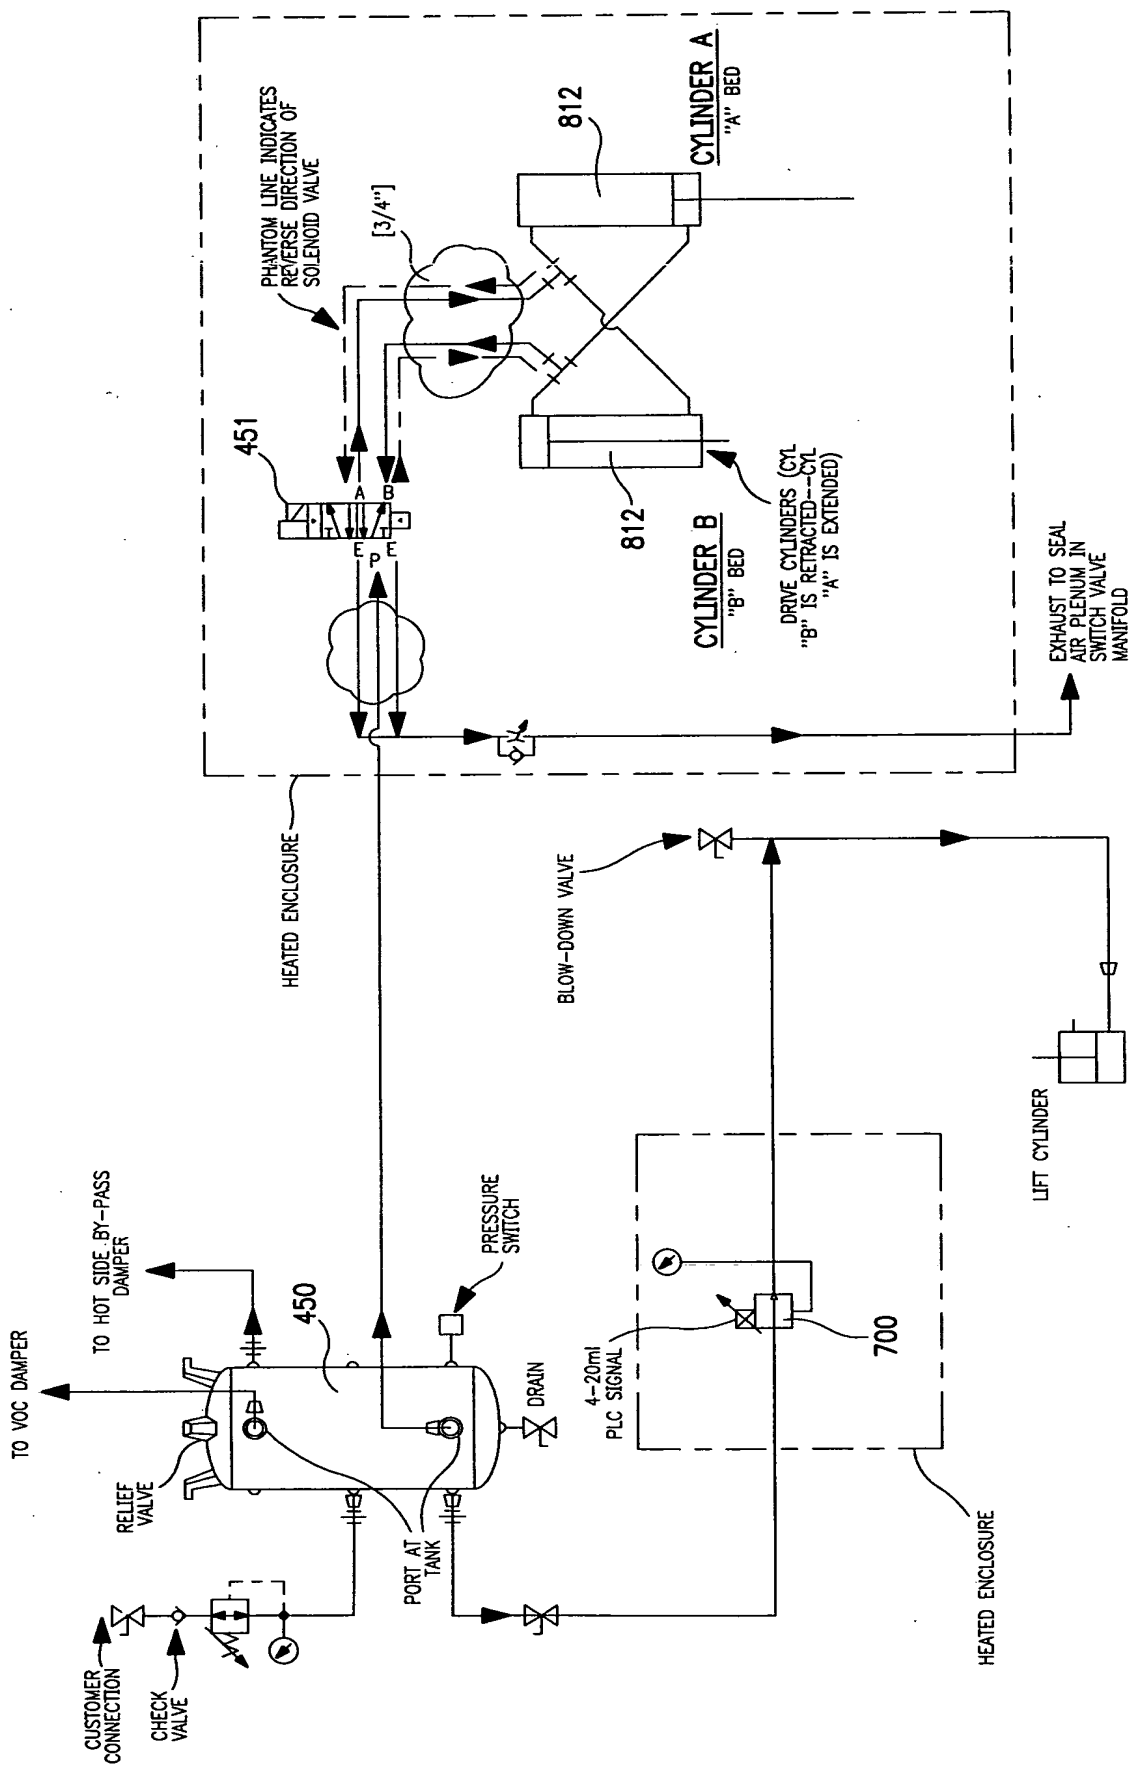 CUSTOMER
CONNECTION
CHECK
VALVE
RELIEF
VALVE
TO VOC DAMPER
TO HOT SIDE BY-PASS
DAMPER
450
PORT AT
TANK
DRAIN
PRESSURE
SWITCH
HEATED ENCLOSURE
4-20ml
PLC SIGNAL
700
LIFT CYLINDER
BLOW-DOWN VALVE
HEATED ENCLOSURE
EXHAUST TO SEAL
AIR PLENUM IN
SWITCH VALVE
MANIFOLD
PHANTOM LINE INDICATES
REVERSE DIRECTION OF
SOLENOID VALVE
[3/4"]
451
A
B
E
P
E
T
T
812
CYLINDER A
"A" BED
812
CYLINDER B
"B" BED
DRIVE CYLINDERS (CYL
"B" IS RETRACTED---CYL
"A" IS EXTENDED)